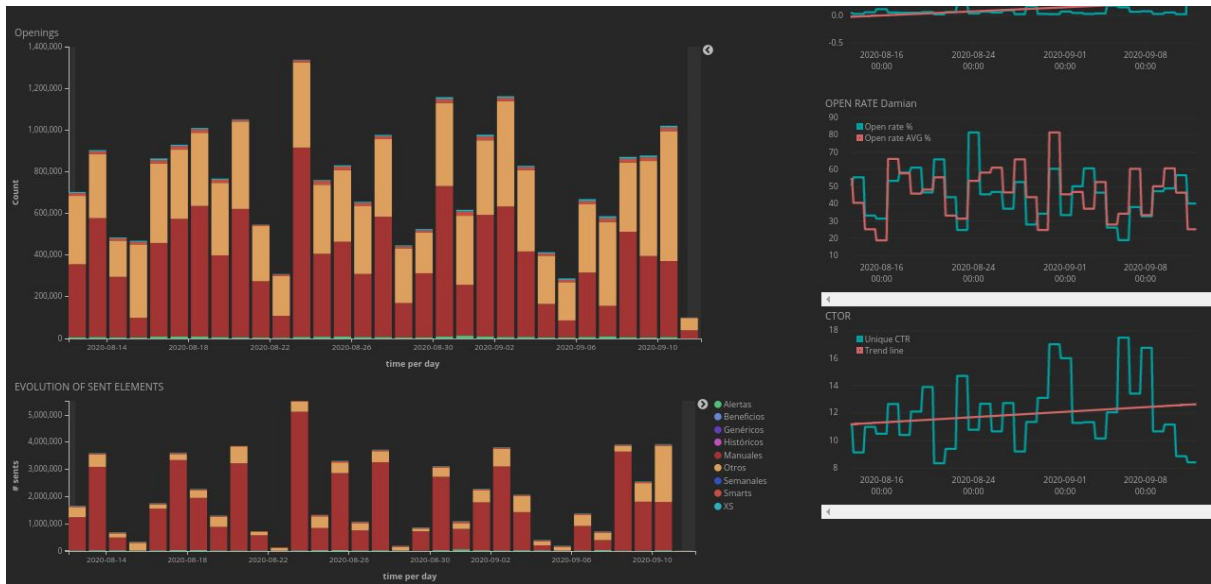 Openings
1,400,000
1,200,000
1,000,000
800,000
600,000
400,000
200,000
0
Count
2020-08-14 2020-08-18 2020-08-22 2020-08-26 2020-08-30 2020-09-02 2020-09-06 2020-09-10
time per day
EVOLUTION OF SENT ELEMENTS
5,000,000
4,000,000
3,000,000
2,000,000
1,000,000
0
# sents
2020-08-14 2020-08-18 2020-08-22 2020-08-26 2020-08-30 2020-09-02 2020-09-06 2020-09-10
time per day
Alertas
Beneficios
Genéricos
Históricos
Manuales
Otros
Semanales
Smarts
XS
0.0
-0.5
2020-08-16 2020-08-24 2020-09-01 2020-09-08
00:00 00:00 00:00 00:00
OPEN RATE Damian
90
80
70
60
50
40
30
20
10
Open rate %
Open rate AVG %
2020-08-16 2020-08-24 2020-09-01 2020-09-08
00:00 00:00 00:00 00:00
CTOR
18
16
14
12
10
8
Unique CTR
Trend line
2020-08-16 2020-08-24 2020-09-01 2020-09-08
00:00 00:00 00:00 00:00